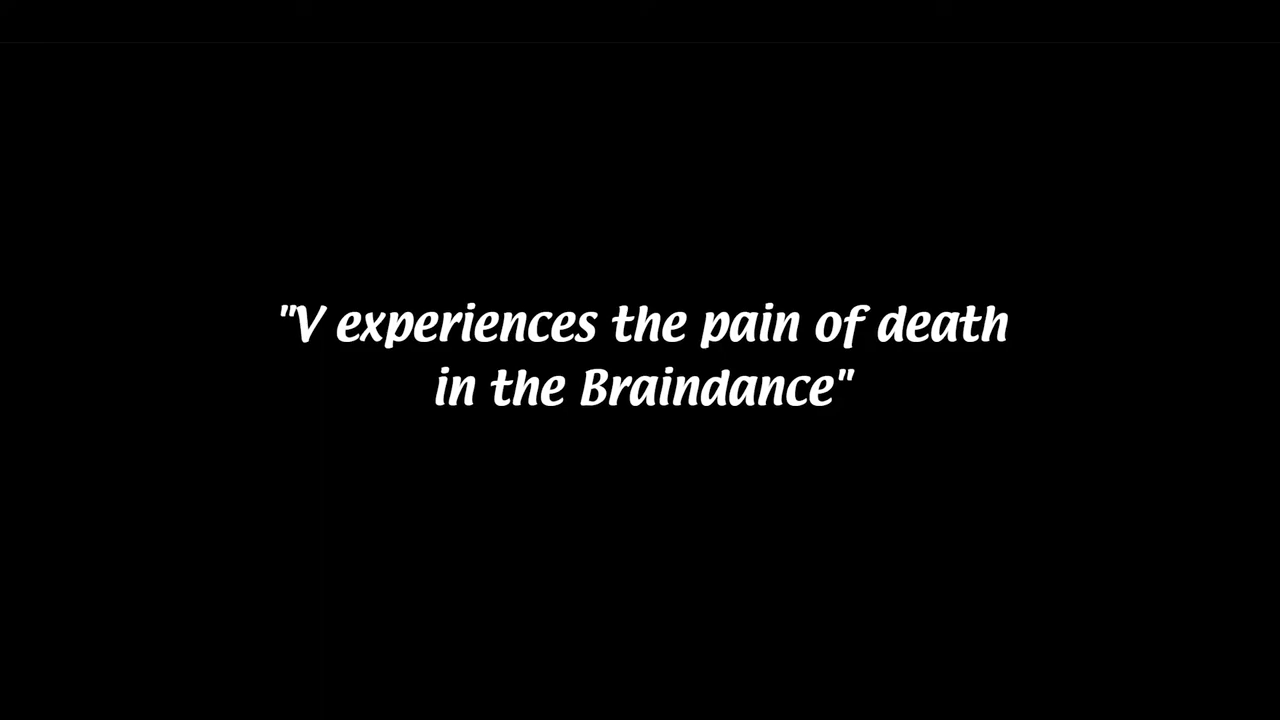 "V experiences the pain of death
in the Braindance"